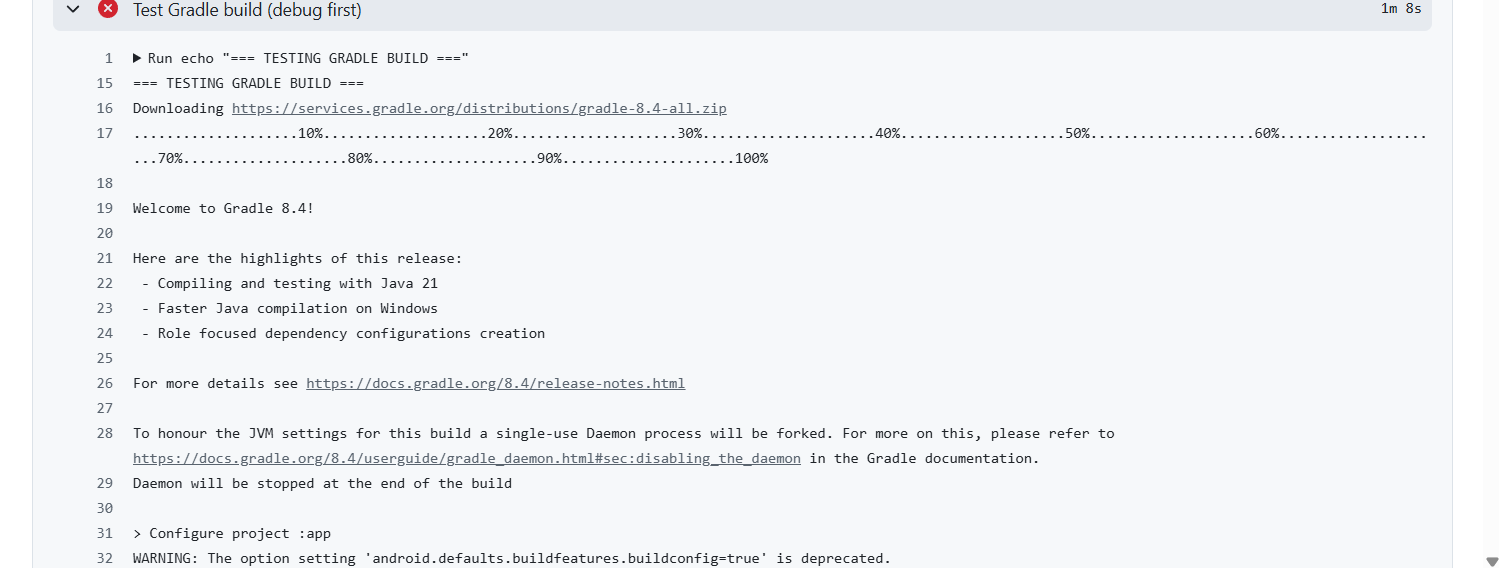 Test Gradle build (debug first) 1m 8s
1 Run echo "=== TESTING GRADLE BUILD ==="
15 === TESTING GRADLE BUILD ===
16 Downloading https://services.gradle.org/distributions/gradle-8.4-all.zip
17 ....................10%....................20%....................30%.....................40%....................50%....................60%..................
...70%....................80%....................90%.....................100%
18
19 Welcome to Gradle 8.4!
20
21 Here are the highlights of this release:
22 - Compiling and testing with Java 21
23 - Faster Java compilation on Windows
24 - Role focused dependency configurations creation
25
26 For more details see https://docs.gradle.org/8.4/release-notes.html
27
28 To honour the JVM settings for this build a single-use Daemon process will be forked. For more on this, please refer to
https://docs.gradle.org/8.4/userguide/gradle_daemon.html#sec:disabling_the_daemon in the Gradle documentation.
29 Daemon will be stopped at the end of the build
30
31 > Configure project :app
32 WARNING: The option setting 'android.defaults.buildfeatures.buildconfig=true' is deprecated.